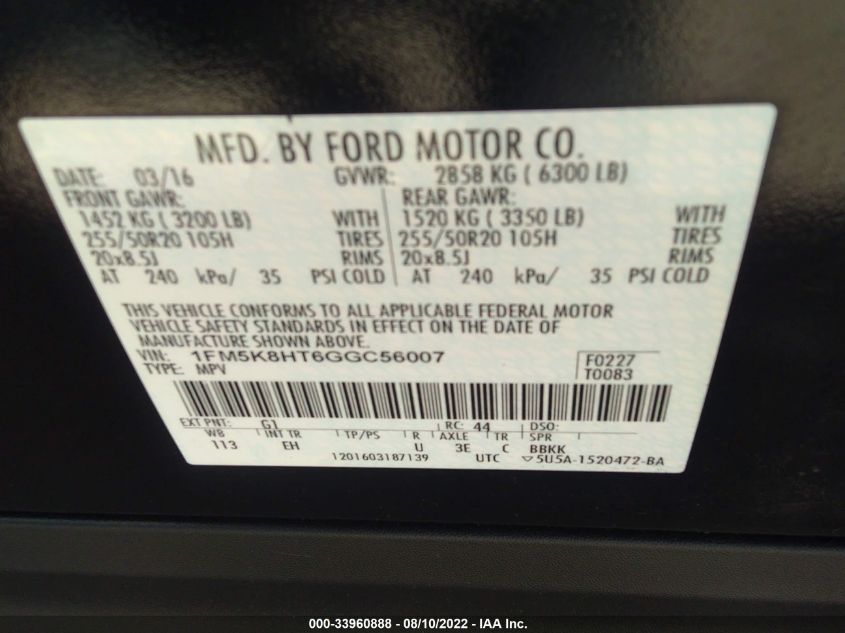 MFD. BY FORD MOTOR CO.
DATE: 03/16 GVWR: 2858 KG ( 6300 LB)
FRONT GAWR: REAR GAWR:
1452 KG ( 3200 LB) WITH 1520 KG ( 3350 LB) WITH
255/50R20 105H TIRES 255/50R20 105H TIRES
20x8.5J RIMS 20x8.5J RIMS
AT 240 kPa/ 35 PSI COLD AT 240 kPa/ 35 PSI COLD
THIS VEHICLE CONFORMS TO ALL APPLICABLE FEDERAL MOTOR
VEHICLE SAFETY STANDARDS IN EFFECT ON THE DATE OF
MANUFACTURE SHOWN ABOVE.
VIN: 1FM5K8HT6GGC56007 F0227
TYPE: MPV T0083
EXT PNT: G1 RC: 44 DSO:
WB INT TR TP/PS R AXLE TR SPR
113 EH U 3E C BBKK
1201603187139 UTC ▽5U5A-1520472-BA
000-33960888 - 08/10/2022 - IAA Inc.